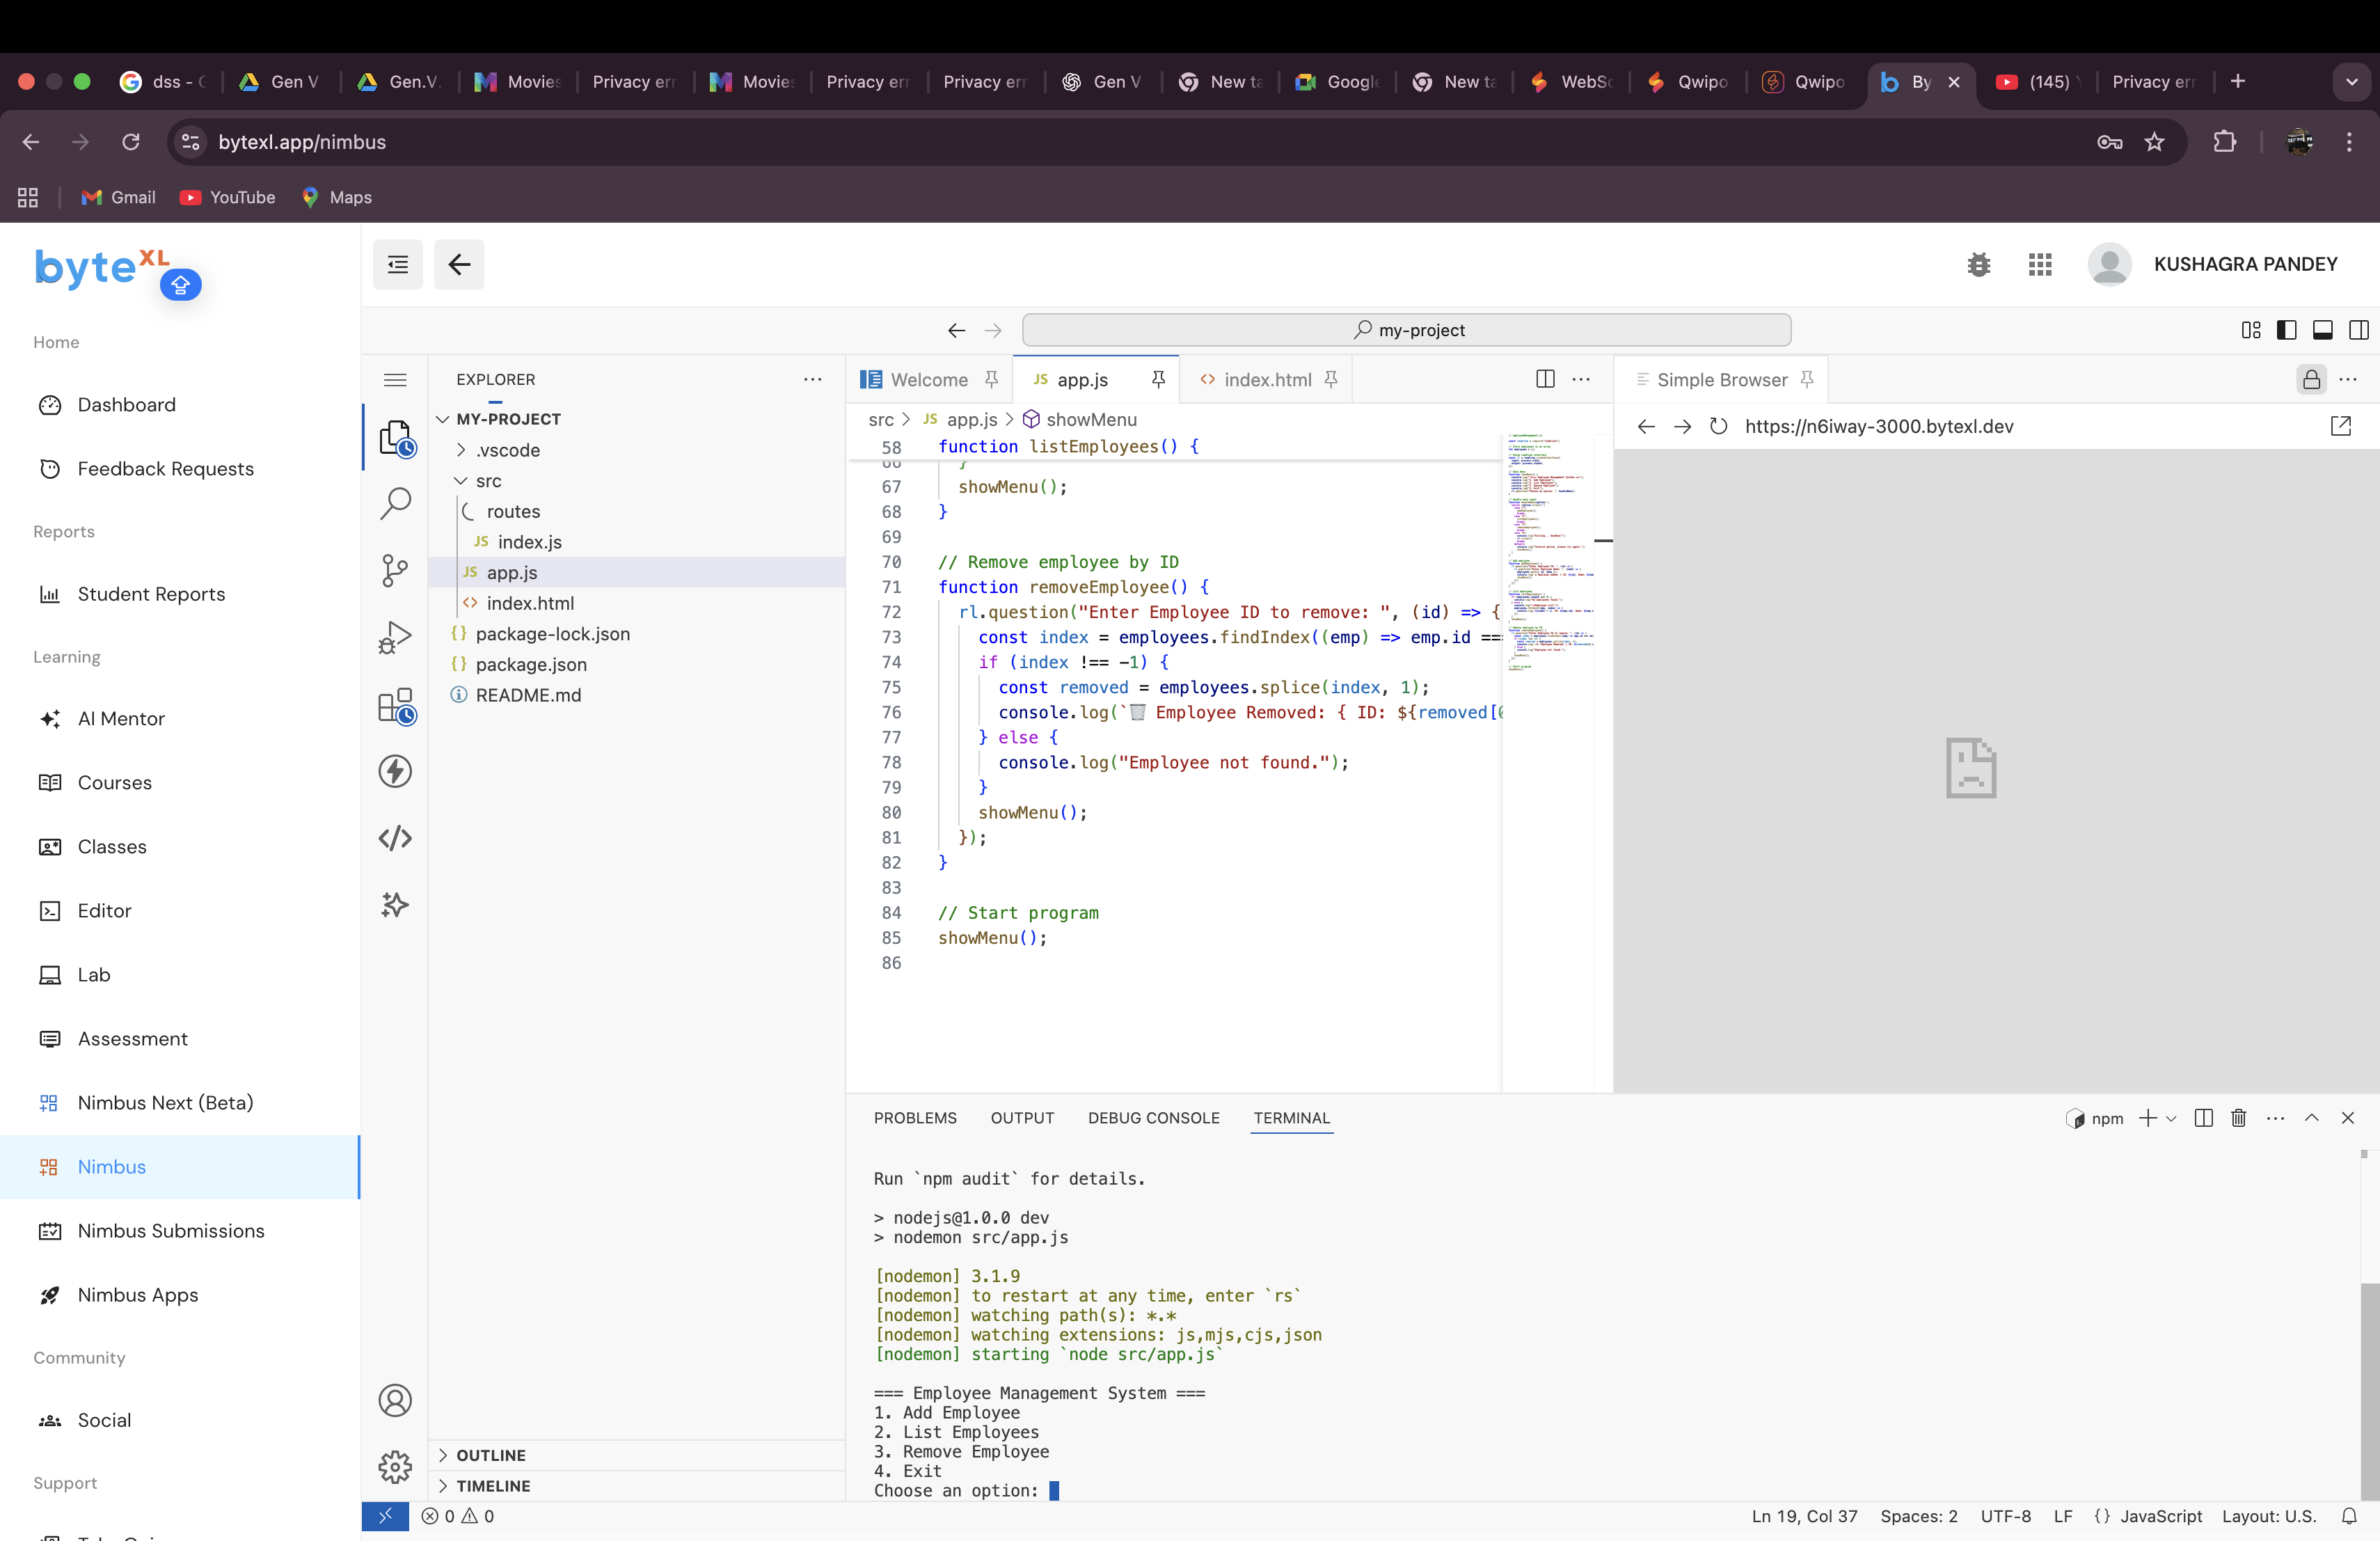 dss - G
Gen V
Gen.V.
Movies
Privacy err
Movies
Privacy err
Privacy err
Gen V
New ta
Google
New ta
WebSc
Qwipo
Qwipo
By
(145) Y
Privacy err
bytexl.app/nimbus
Gmail
YouTube
Maps
byteXL
KUSHAGRA PANDEY
Home
Dashboard
Feedback Requests
Reports
Student Reports
Learning
AI Mentor
Courses
Classes
Editor
Lab
Assessment
Nimbus Next (Beta)
Nimbus
Nimbus Submissions
Nimbus Apps
Community
Social
Support
my-project
EXPLORER
MY-PROJECT
.vscode
src
routes
JS index.js
JS app.js
<> index.html
{} package-lock.json
{} package.json
README.md
OUTLINE
TIMELINE
Welcome
JS app.js
<> index.html
src > JS app.js > showMenu
58 function listEmployees() {
66 }
67 showMenu();
68 }
69
70 // Remove employee by ID
71 function removeEmployee() {
72 rl.question("Enter Employee ID to remove: ", (id) => {
73 const index = employees.findIndex((emp) => emp.id ===
74 if (index !== -1) {
75 const removed = employees.splice(index, 1);
76 console.log(`🗑️ Employee Removed: { ID: ${removed[0
77 } else {
78 console.log("Employee not found.");
79 }
80 showMenu();
81 });
82 }
83
84 // Start program
85 showMenu();
86
Simple Browser
https://n6iway-3000.bytexl.dev
PROBLEMS
OUTPUT
DEBUG CONSOLE
TERMINAL
npm
Run `npm audit` for details.
> nodejs@1.0.0 dev
> nodemon src/app.js
[nodemon] 3.1.9
[nodemon] to restart at any time, enter `rs`
[nodemon] watching path(s): *.*
[nodemon] watching extensions: js,mjs,cjs,json
[nodemon] starting `node src/app.js`
=== Employee Management System ===
1. Add Employee
2. List Employees
3. Remove Employee
4. Exit
Choose an option:
0 0
Ln 19, Col 37
Spaces: 2
UTF-8
LF
{} JavaScript
Layout: U.S.